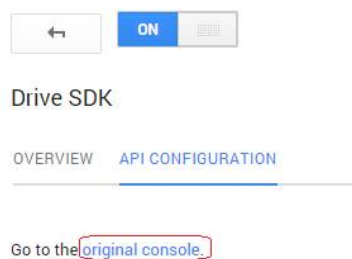 ON
Drive SDK
OVERVIEW API CONFIGURATION
Go to the original console.